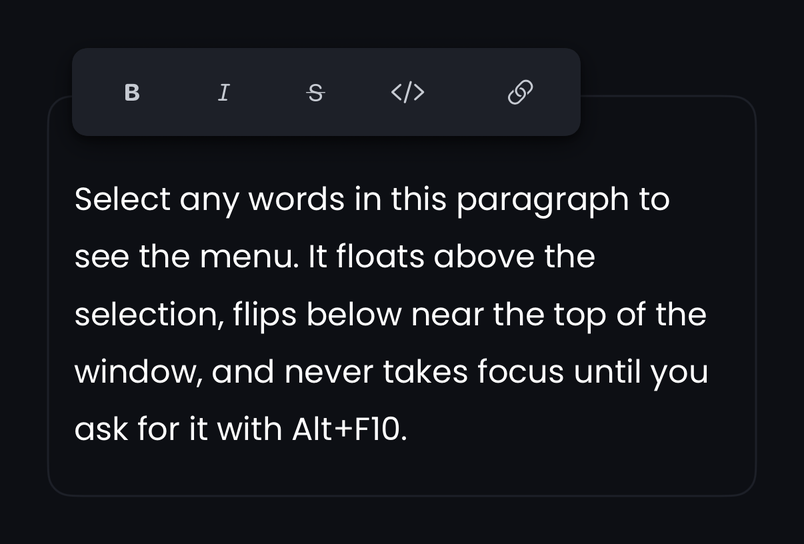 B I S </>
Select any words in this paragraph to
see the menu. It floats above the
selection, flips below near the top of the
window, and never takes focus until you
ask for it with Alt+F10.